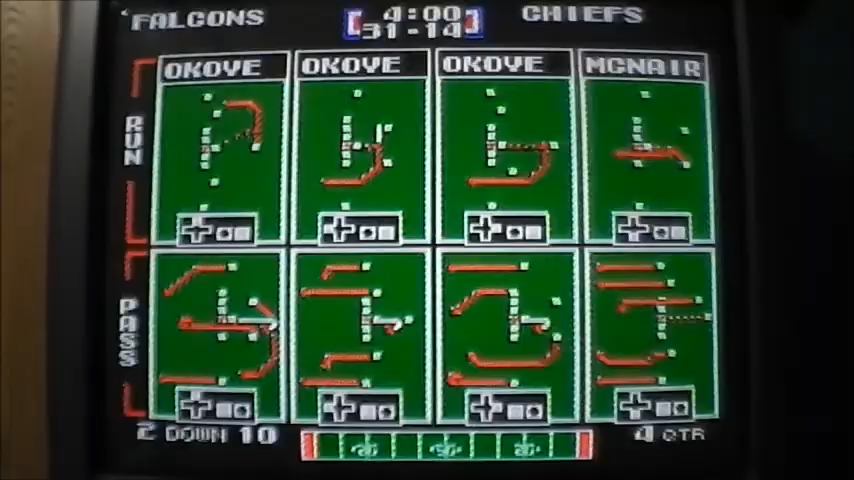 FALCONS 4:00 CHIEFS
31-14
OKOYE OKOYE OKOYE MCNAIR
RUN
PASS
2 DOWN 10 4 QTR